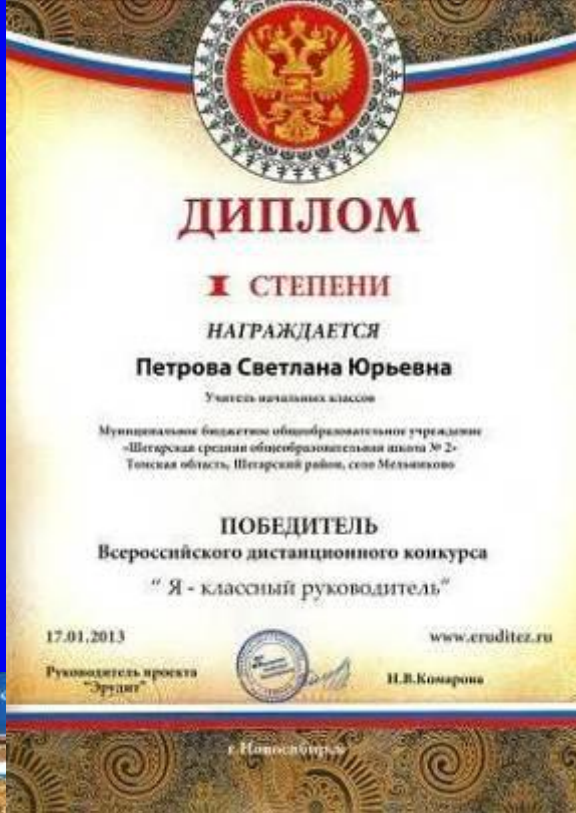 ДИПЛОМ
I СТЕПЕНИ
НАГРАЖДАЕТСЯ
Петрова Светлана Юрьевна
Учитель начальных классов
Муниципальное бюджетное общеобразовательное учреждение
«Шегарская средняя общеобразовательная школа № 2»
Томская область, Шегарский район, село Мельниково
ПОБЕДИТЕЛЬ
Всероссийского дистанционного конкурса
" Я - классный руководитель"
17.01.2013
www.eruditez.ru
Руководитель проекта
"Эрудит"
Н.В.Комарова
г.Новосибирск